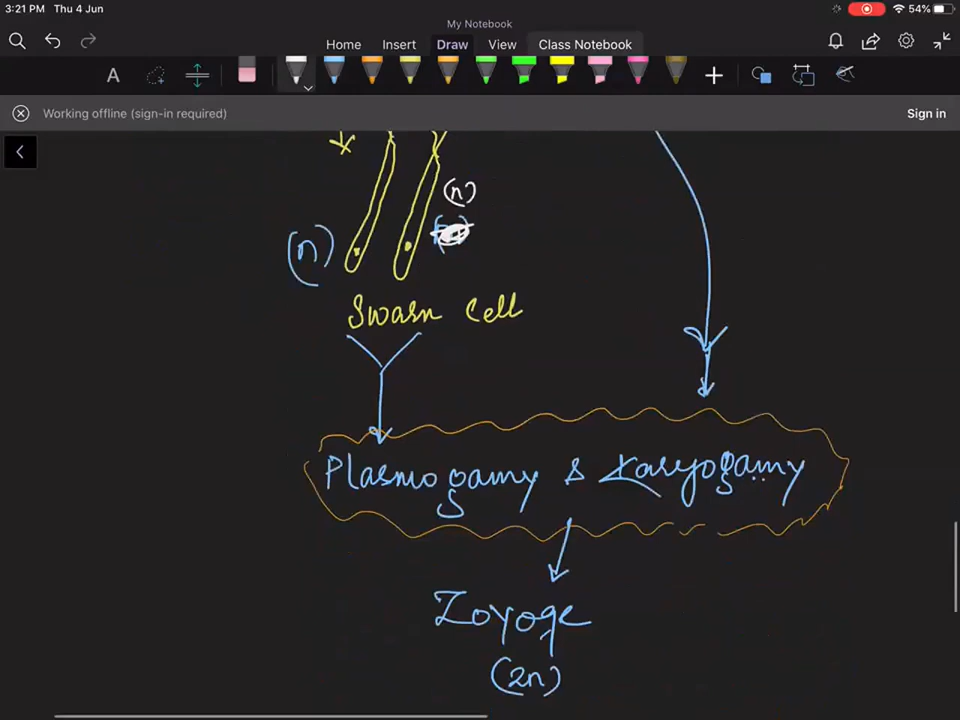 3:21 PM Thu 4 Jun
54%
My Notebook
Home Insert Draw View Class Notebook
A
Working offline (sign-in required) Sign in
(n)
(n)
Swasn Cell
Plasmogamy & Karyogamy
Zoyoge
(2n)